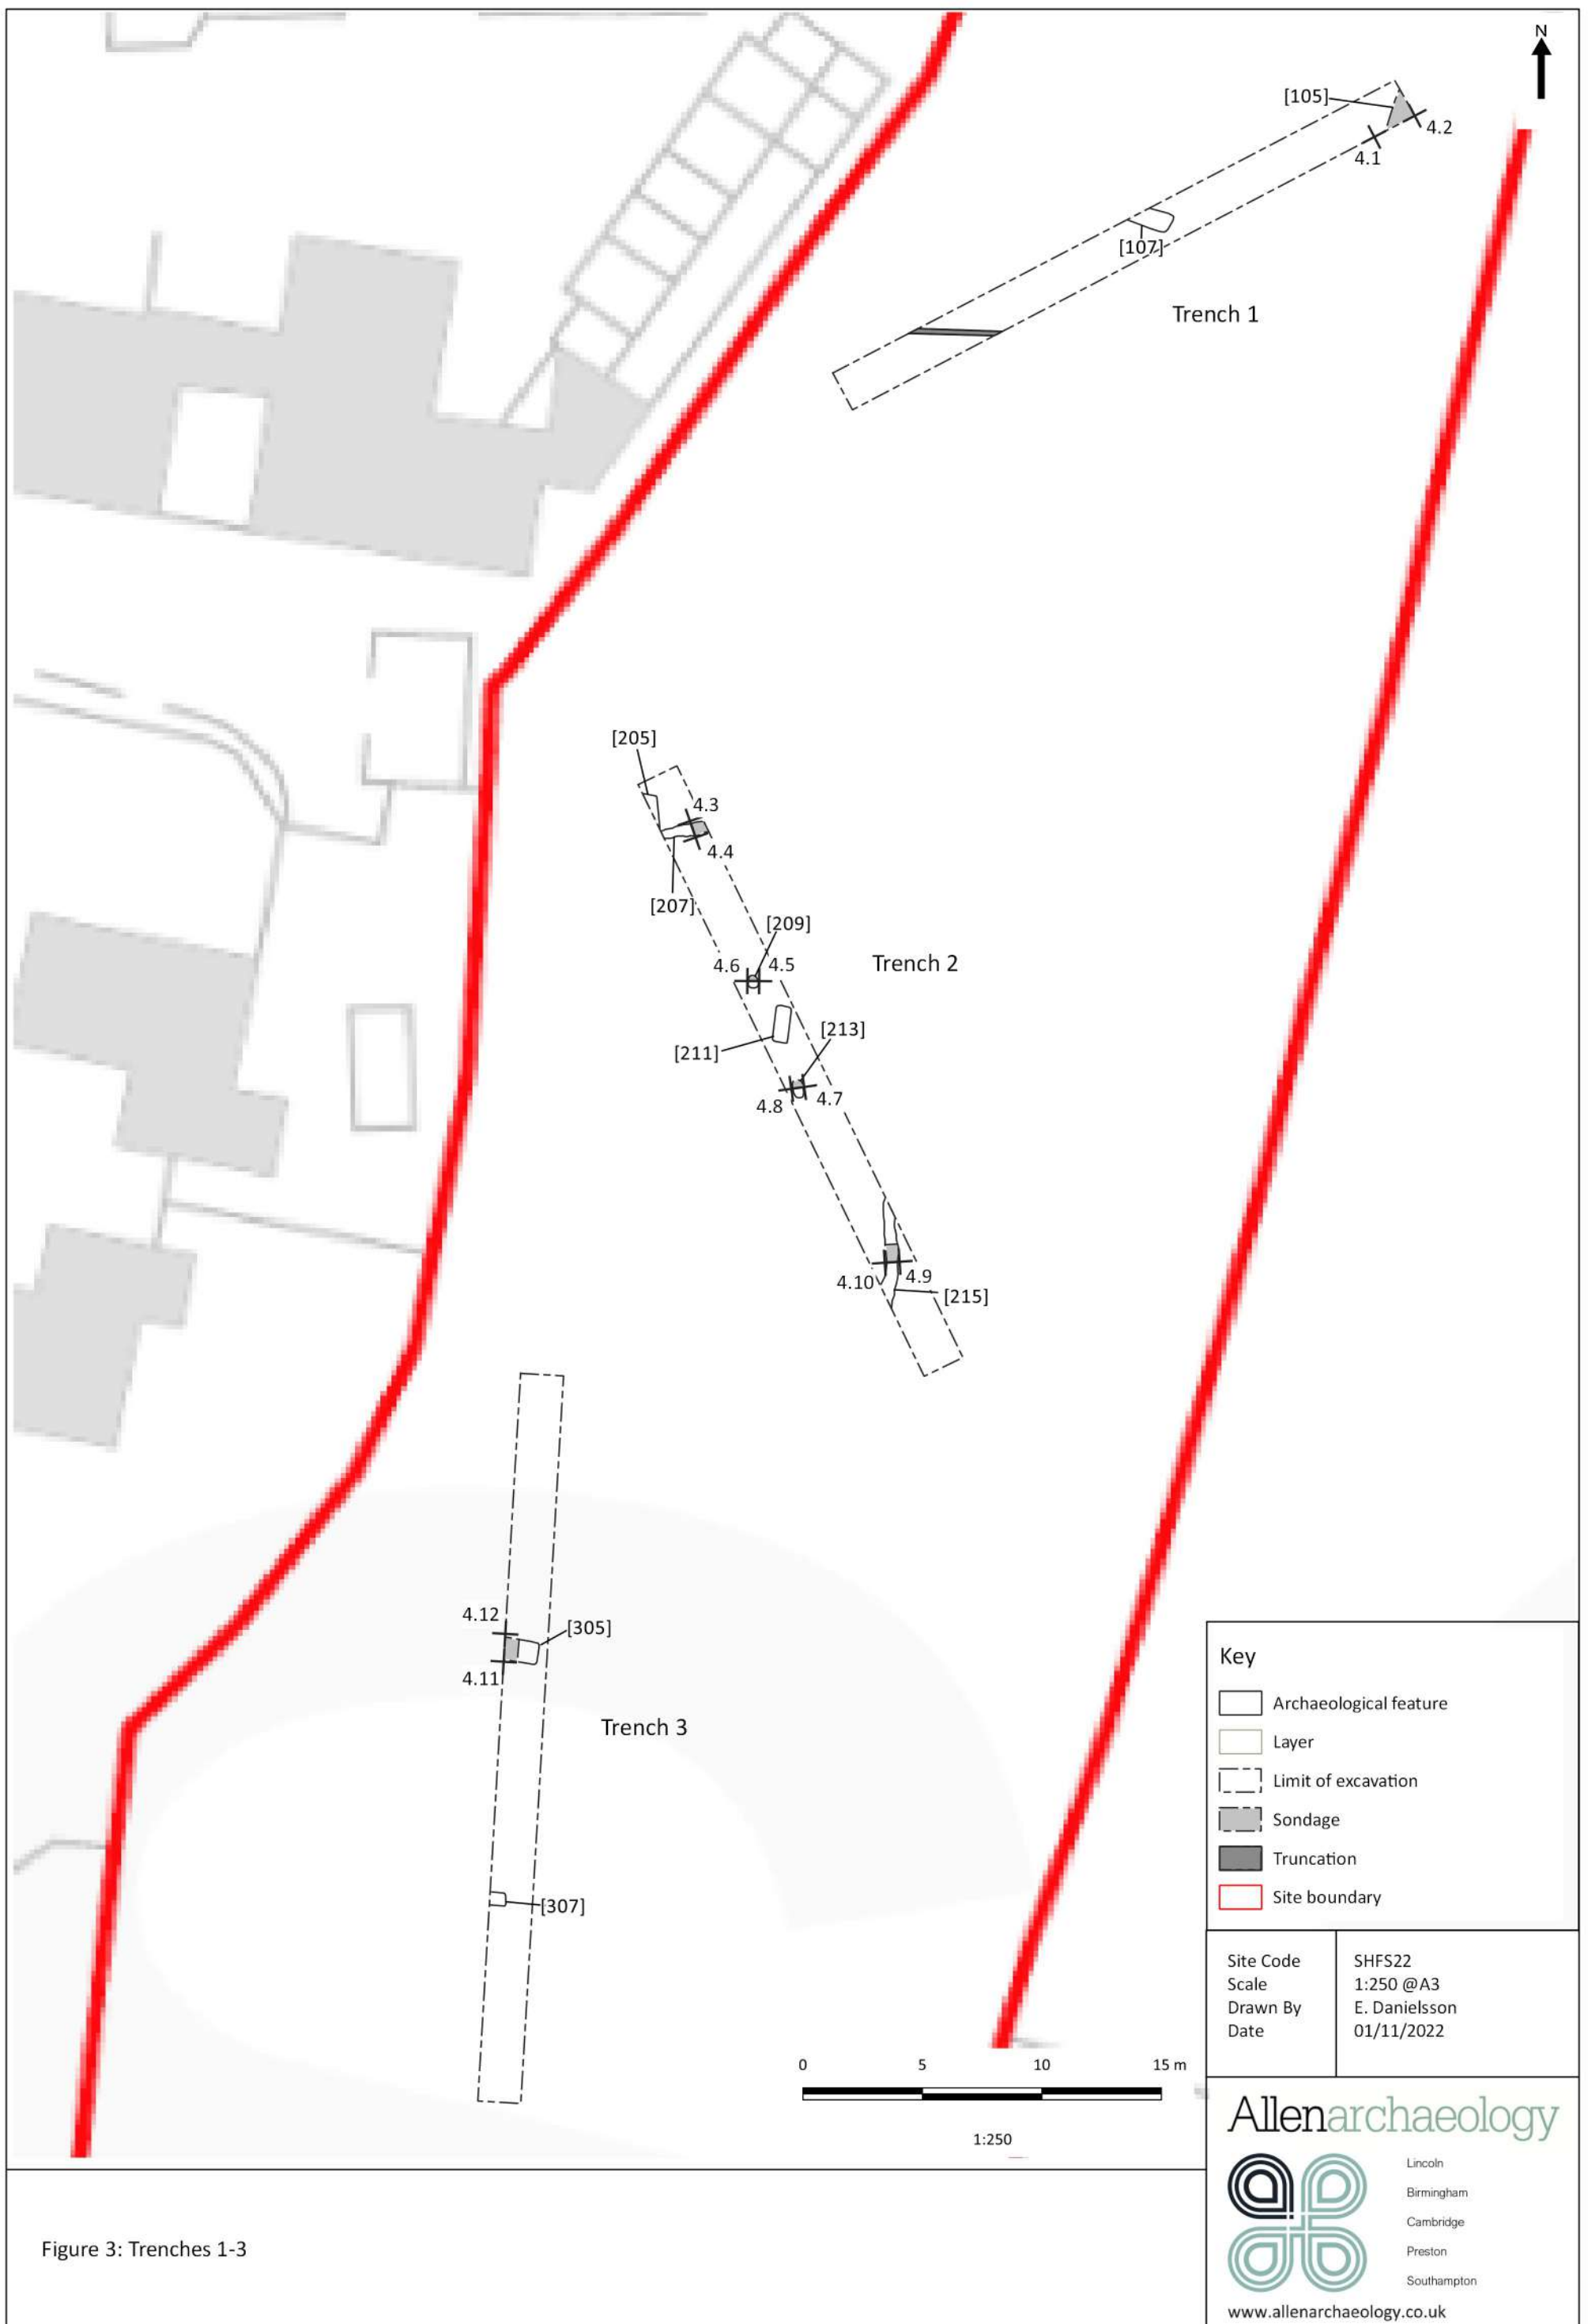 N
[105]
4.2
4.1
[107]
Trench 1
[205]
4.3
4.4
[207]
[209]
4.6
4.5
Trench 2
[213]
[211]
4.7
4.8
4.10
4.9
[215]
4.12
[305]
4.11
Trench 3
[307]
Key
Archaeological feature
Layer
Limit of excavation
Sondage
Truncation
Site boundary
Site Code SHFS22
Scale 1:250 @A3
Drawn By E. Danielsson
Date 01/11/2022
0 5 10 15 m
1:250
Allenarchaeology
Lincoln
Birmingham
Cambridge
Preston
Southampton
www.allenarchaeology.co.uk
Figure 3: Trenches 1-3